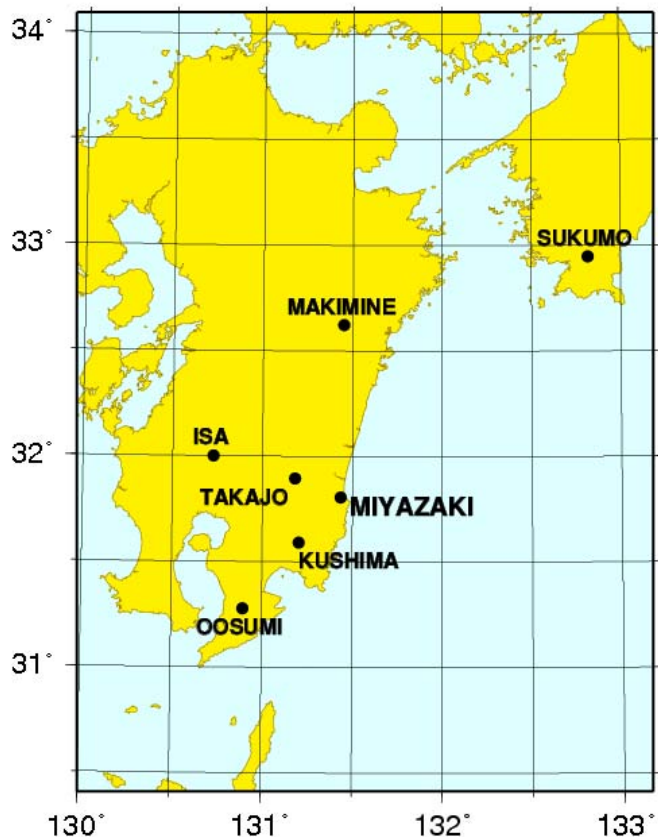 34°
33°
SUKUMO
MAKIMINE
ISA
32°
TAKAJO
MIYAZAKI
KUSHIMA
OOSUMI
31°
130°
131°
132°
133°